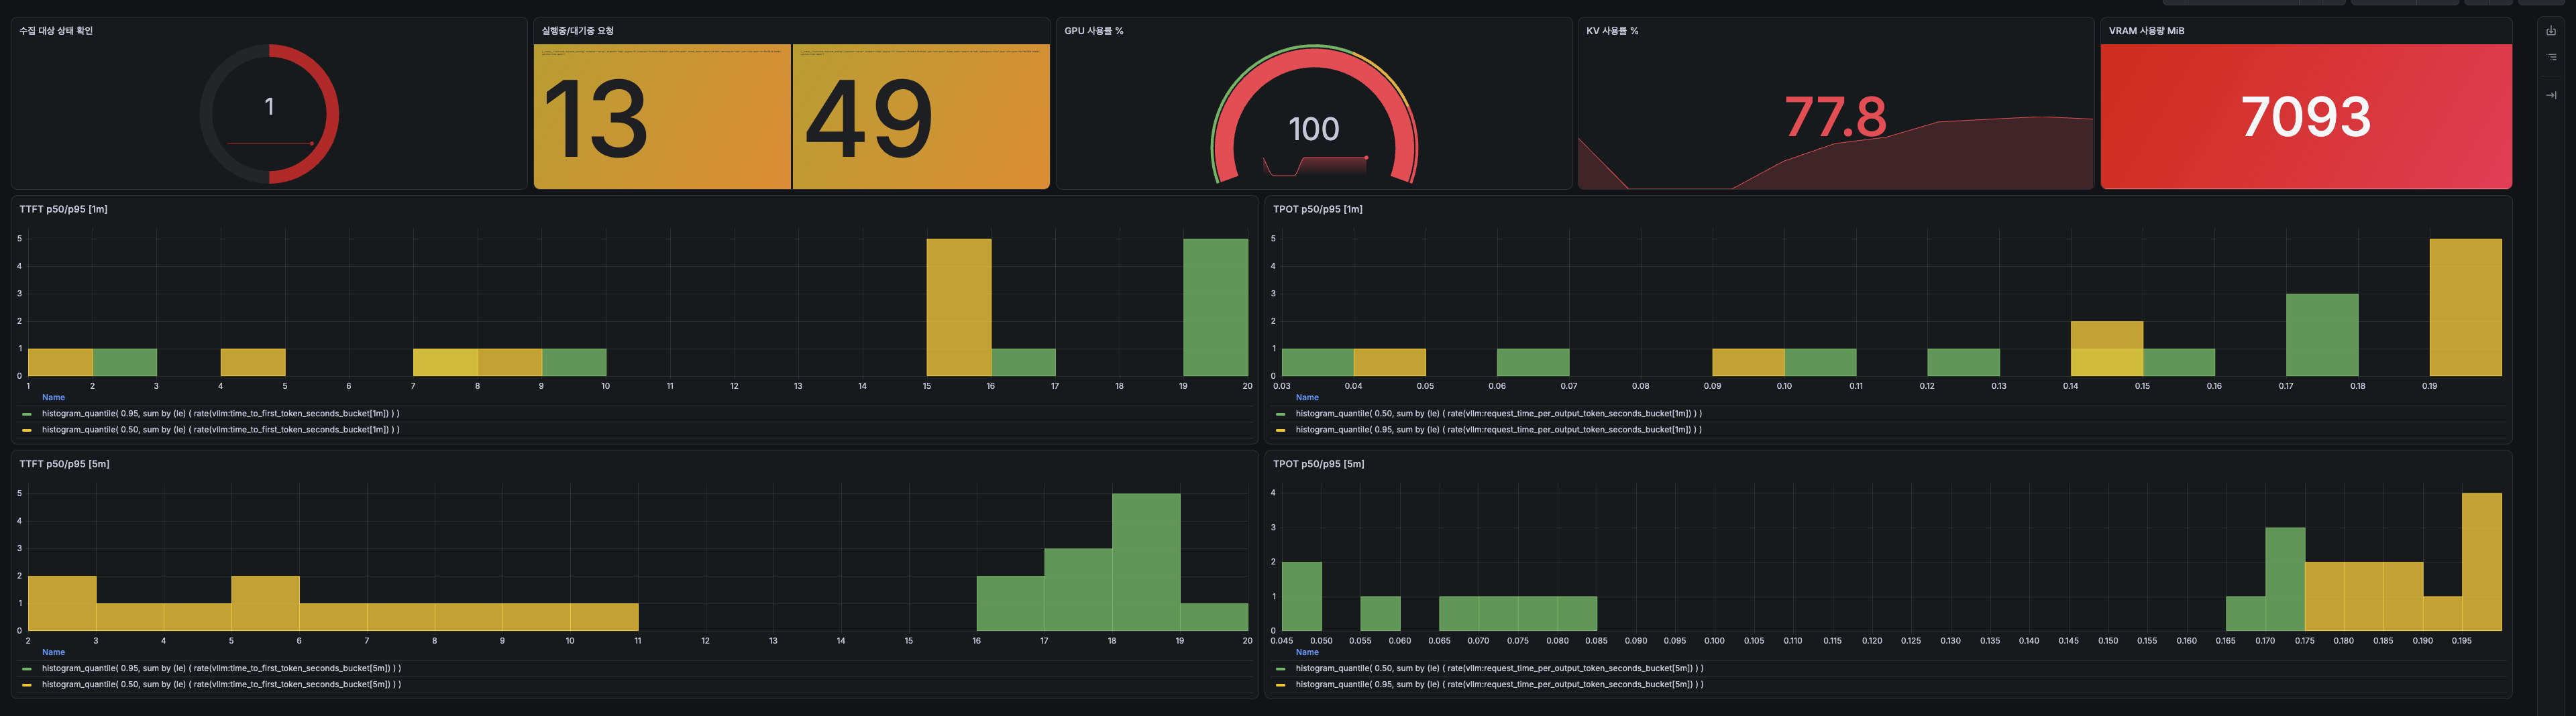 수집 대상 상태 확인
1
실행중/대기중 요청
13
49
GPU 사용률 %
100
KV 사용률 %
77.8
VRAM 사용량 MiB
7093
TTFT p50/p95 [1m]
5
4
3
2
1
0
1 2 3 4 5 6 7 8 9 10 11 12 13 14 15 16 17 18 19 20
Name
histogram_quantile( 0.95, sum by (le) ( rate(vllm:time_to_first_token_seconds_bucket[1m]) ) )
histogram_quantile( 0.50, sum by (le) ( rate(vllm:time_to_first_token_seconds_bucket[1m]) ) )
TPOT p50/p95 [1m]
5
4
3
2
1
0
0.03 0.04 0.05 0.06 0.07 0.08 0.09 0.10 0.11 0.12 0.13 0.14 0.15 0.16 0.17 0.18 0.19
Name
histogram_quantile( 0.50, sum by (le) ( rate(vllm:request_time_per_output_token_seconds_bucket[1m]) ) )
histogram_quantile( 0.95, sum by (le) ( rate(vllm:request_time_per_output_token_seconds_bucket[1m]) ) )
TTFT p50/p95 [5m]
5
4
3
2
1
0
2 3 4 5 6 7 8 9 10 11 12 13 14 15 16 17 18 19 20
Name
histogram_quantile( 0.95, sum by (le) ( rate(vllm:time_to_first_token_seconds_bucket[5m]) ) )
histogram_quantile( 0.50, sum by (le) ( rate(vllm:time_to_first_token_seconds_bucket[5m]) ) )
TPOT p50/p95 [5m]
4
3
2
1
0
0.045 0.050 0.055 0.060 0.065 0.070 0.075 0.080 0.085 0.090 0.095 0.100 0.105 0.110 0.115 0.120 0.125 0.130 0.135 0.140 0.145 0.150 0.155 0.160 0.165 0.170 0.175 0.180 0.185 0.190 0.195
Name
histogram_quantile( 0.50, sum by (le) ( rate(vllm:request_time_per_output_token_seconds_bucket[5m]) ) )
histogram_quantile( 0.95, sum by (le) ( rate(vllm:request_time_per_output_token_seconds_bucket[5m]) ) )